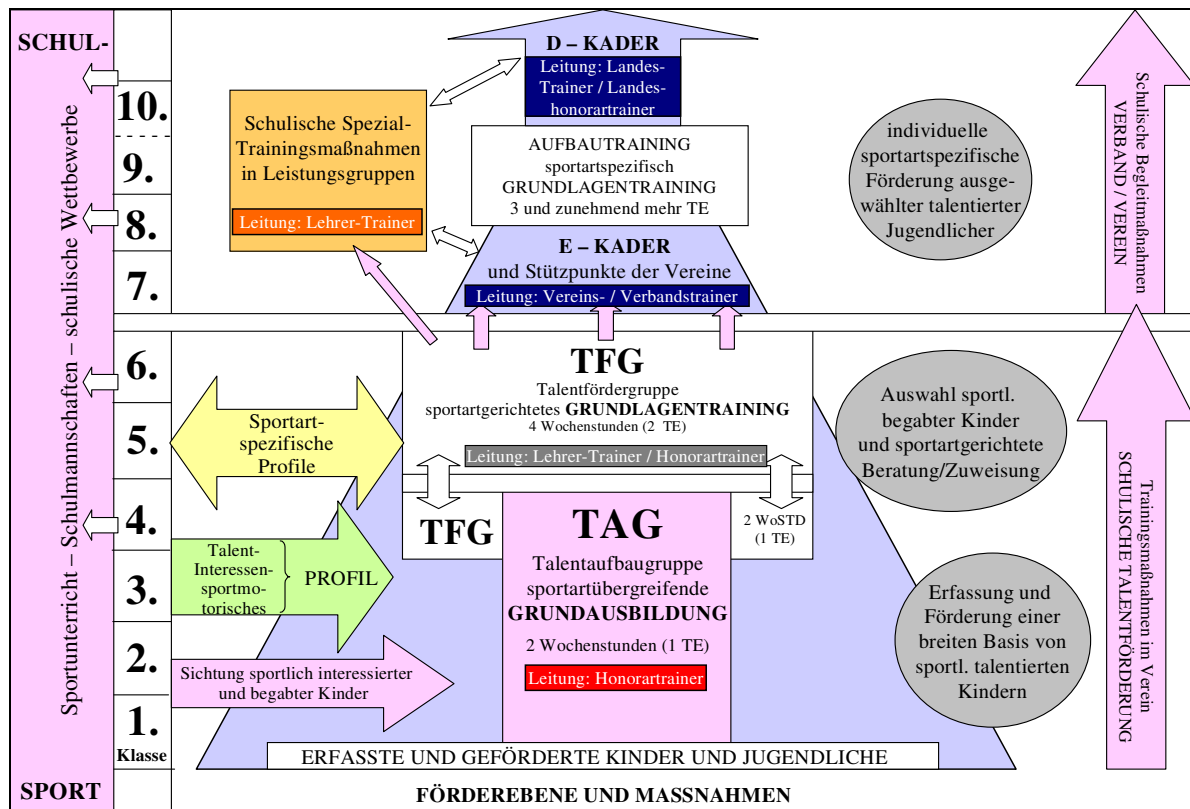 SCHUL-
SPORT
Sportunterricht – Schulmannschaften – schulische Wettbewerbe
10.
9.
8.
7.
6.
5.
4.
3.
2.
1.
Klasse
D – KADER
Leitung: Landes-
Trainer / Landes-
honorartrainer
Schulische Spezial-
Trainingsmaßnahmen
in Leistungsgruppen
Leitung: Lehrer-Trainer
AUFBAUTRAINING
sportartspezifisch
GRUNDLAGENTRAINING
3 und zunehmend mehr TE
E – KADER
und Stützpunkte der Vereine
Leitung: Vereins- / Verbandstrainer
individuelle
sportartspezifische
Förderung ausge-
wählter talentierter
Jugendlicher
Schulische Begleitmaßnahmen
VERBAND / VEREIN
TFG
Talentfördergruppe
sportartgerichtetes GRUNDLAGENTRAINING
4 Wochenstunden (2 TE)
Leitung: Lehrer-Trainer / Honorartrainer
Sportart-
spezifische
Profile
Auswahl sportl.
begabter Kinder
und sportartgerichtete
Beratung/Zuweisung
TFG
2 WoSTD
(1 TE)
TAG
Talentaufbaugruppe
sportartübergreifende
GRUNDAUSBILDUNG
2 Wochenstunden (1 TE)
Leitung: Honorartrainer
Talent-
Interessen-
sportmo-
torisches
PROFIL
Sichtung sportlich interessierter
und begabter Kinder
Erfassung und
Förderung einer
breiten Basis von
sportl. talentierten
Kindern
Trainingsmaßnahmen im Verein
SCHULISCHE TALENTFÖRDERUNG
ERFASSTE UND GEFÖRDERTE KINDER UND JUGENDLICHE
FÖRDEREBENE UND MASSNAHMEN